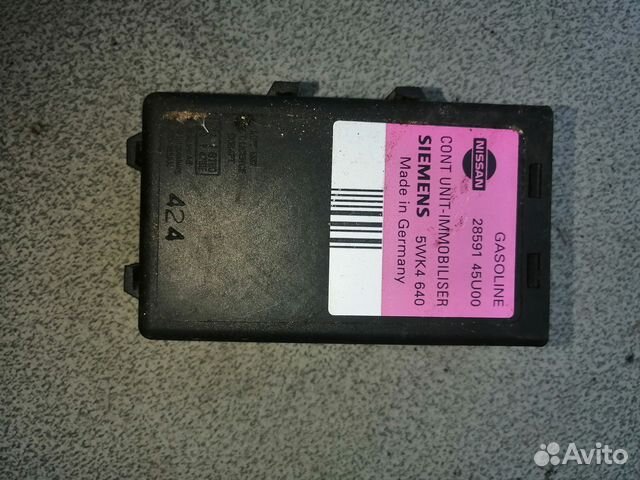 GASOLINE
NISSAN
28591 45U00
CONT UNIT-IMMOBILISER
SIEMENS 5WK4 640
Made in Germany
424
Avito